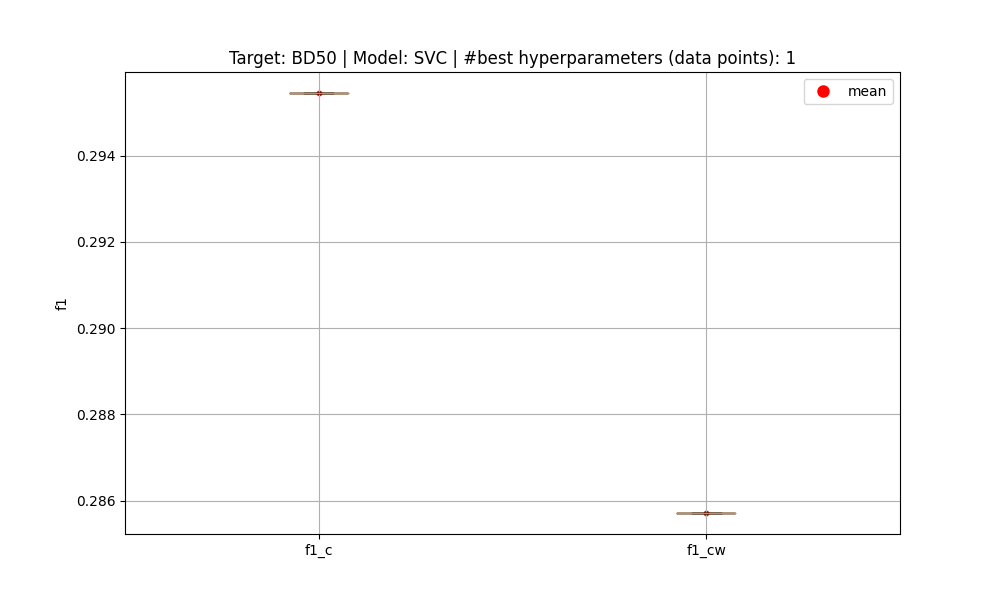 Target: BD50 | Model: SVC | #best hyperparameters (data points): 1
mean
0.294
0.292
0.290
0.288
0.286
f1
f1_c
f1_cw